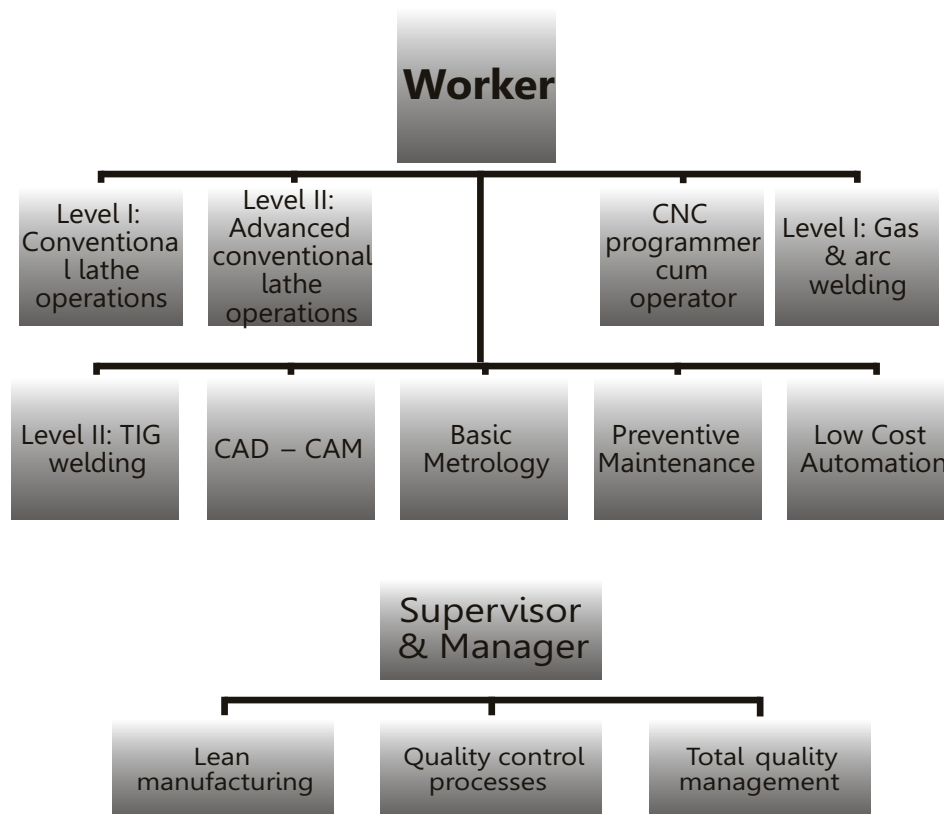 Worker
Level I:
Conventiona
l lathe
operations
Level II:
Advanced
conventional
lathe
operations
CNC
programmer
cum
operator
Level I: Gas
& arc
welding
Level II: TIG
welding
CAD – CAM
Basic
Metrology
Preventive
Maintenance
Low Cost
Automation
Supervisor
& Manager
Lean
manufacturing
Quality control
processes
Total quality
management